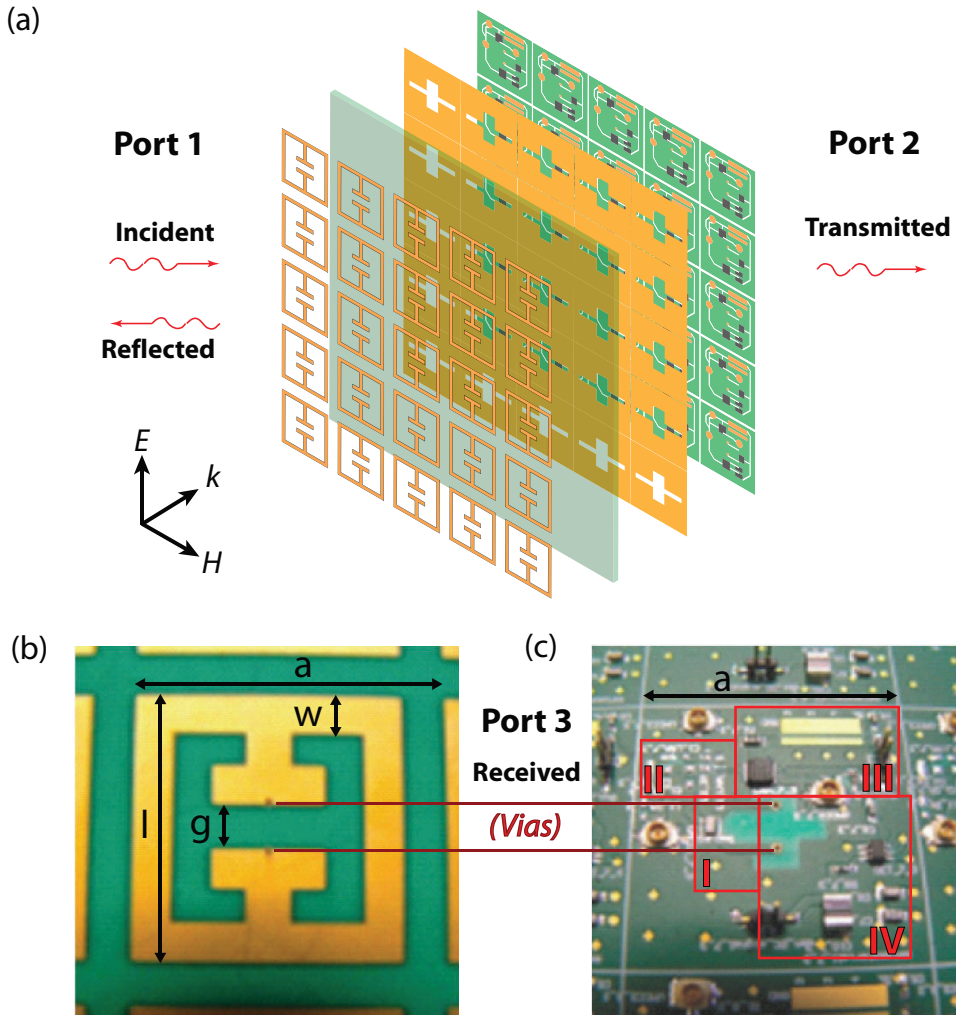 (a)
Port 1
Port 2
Incident
Transmitted
Reflected
E
k
H
(b)
(c)
a
a
w
Port 3
Received
II
III
l
g
(Vias)
I
IV